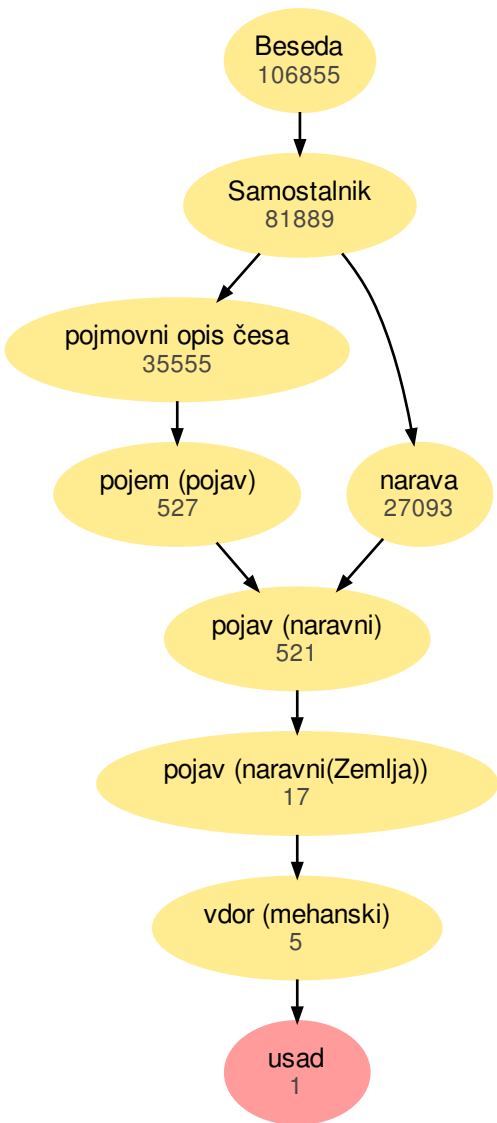 Beseda
106855
Samostalnik
81889
pojmovni opis česa
35555
pojem (pojav)
527
narava
27093
pojav (naravni)
521
pojav (naravni(Zemlja))
17
vdor (mehanski)
5
usad
1